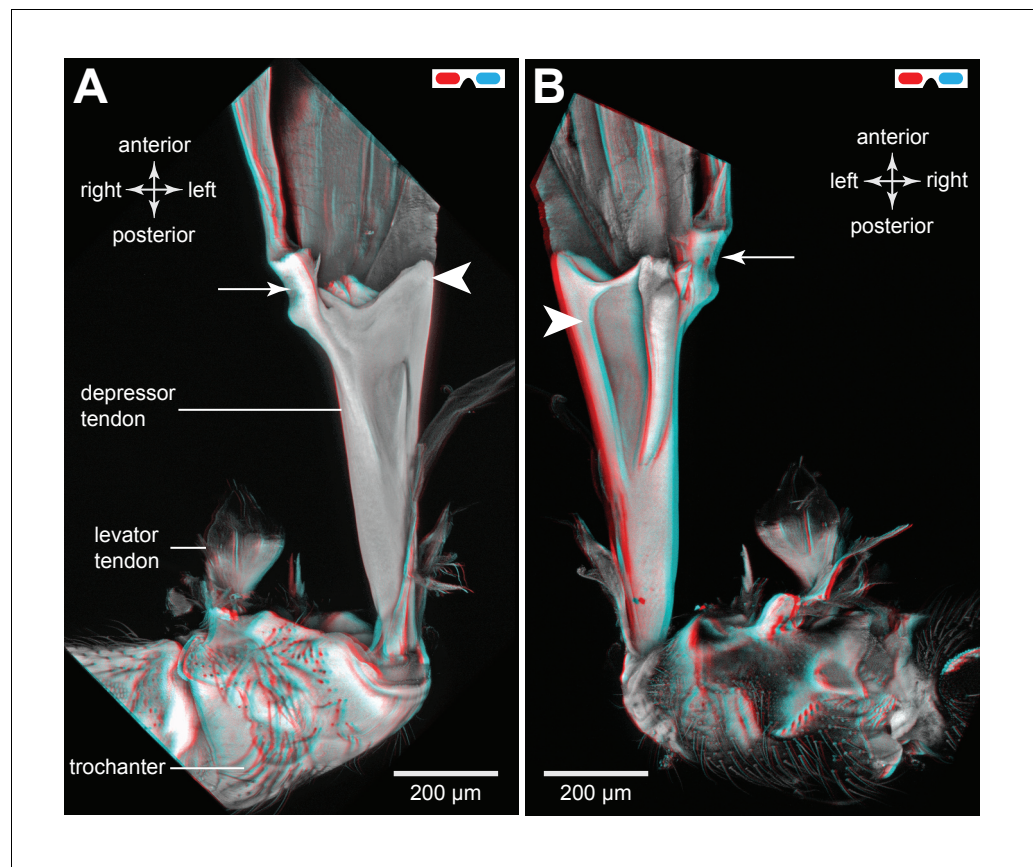 A
anterior
right left
posterior
depressor
tendon
levator
tendon
trochanter
200 µm
B
anterior
left right
posterior
200 µm